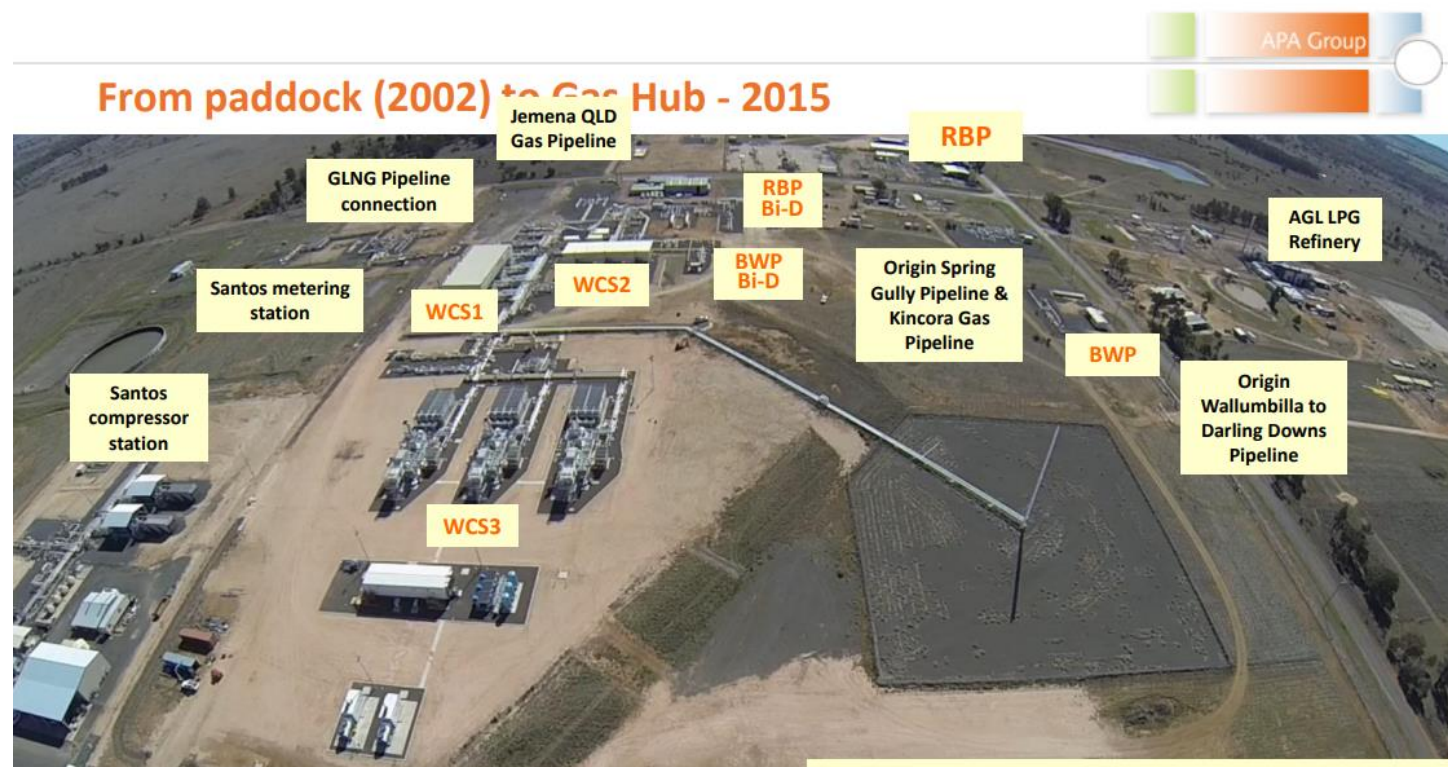 APA Group
From paddock (2002) to Gas Hub - 2015
Jemena QLD
Gas Pipeline
RBP
GLNG Pipeline
connection
RBP
Bi-D
AGL LPG
Refinery
Santos metering
station
WCS1
WCS2
BWP
Bi-D
Origin Spring
Gully Pipeline &
Kincora Gas
Pipeline
BWP
Santos
compressor
station
Origin
Wallumbilla to
Darling Downs
Pipeline
WCS3